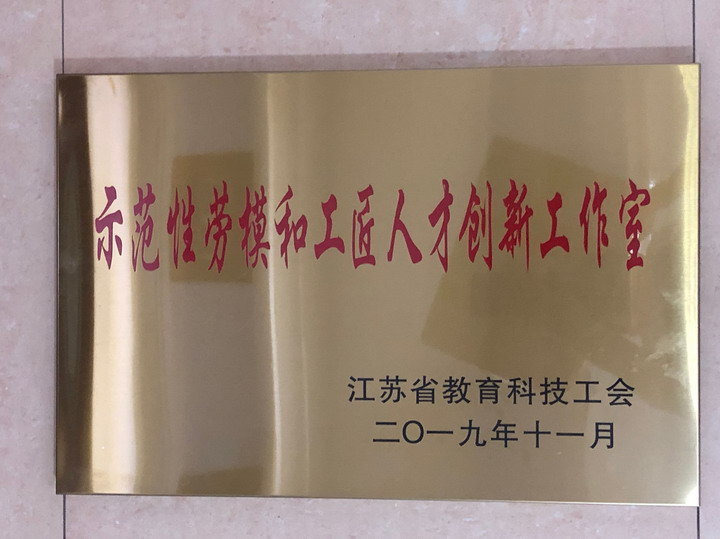 示范性劳模和工匠人才创新工作室
江苏省教育科技工会
二〇一九年十一月